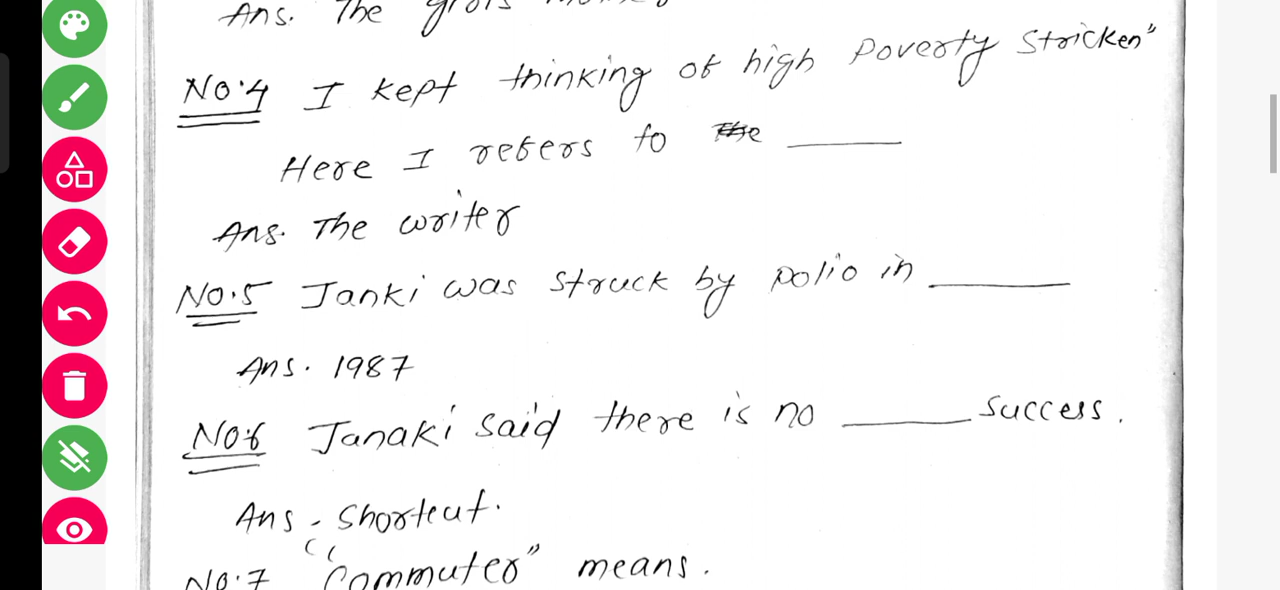 Ans. The
No.4 I kept thinking of high Poverty Stricken"
Here I refers to the ______
Ans. The writer
No.5 Janki was struck by polio in ______
Ans. 1987
No.6 Janaki said there is no ______ success.
Ans - Shortcut.
No.7 "Commuter" means.